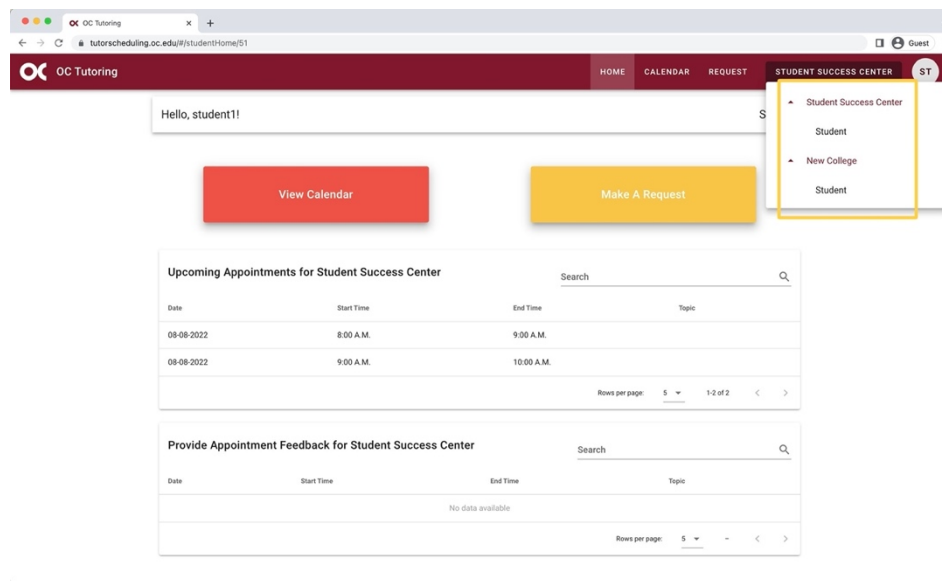 OC OC Tutoring
tutorscheduling.oc.edu/#/studentHome/51
Guest
OC OC Tutoring
HOME CALENDAR REQUEST STUDENT SUCCESS CENTER ST
Hello, student1!
S
Student Success Center
Student
New College
Student
View Calendar
Make A Request
Upcoming Appointments for Student Success Center
Search
Date Start Time End Time Topic
08-08-2022 8:00 A.M. 9:00 A.M.
08-08-2022 9:00 A.M. 10:00 A.M.
Rows per page: 5 1-2 of 2
Provide Appointment Feedback for Student Success Center
Search
Date Start Time End Time Topic
No data available
Rows per page: 5 –